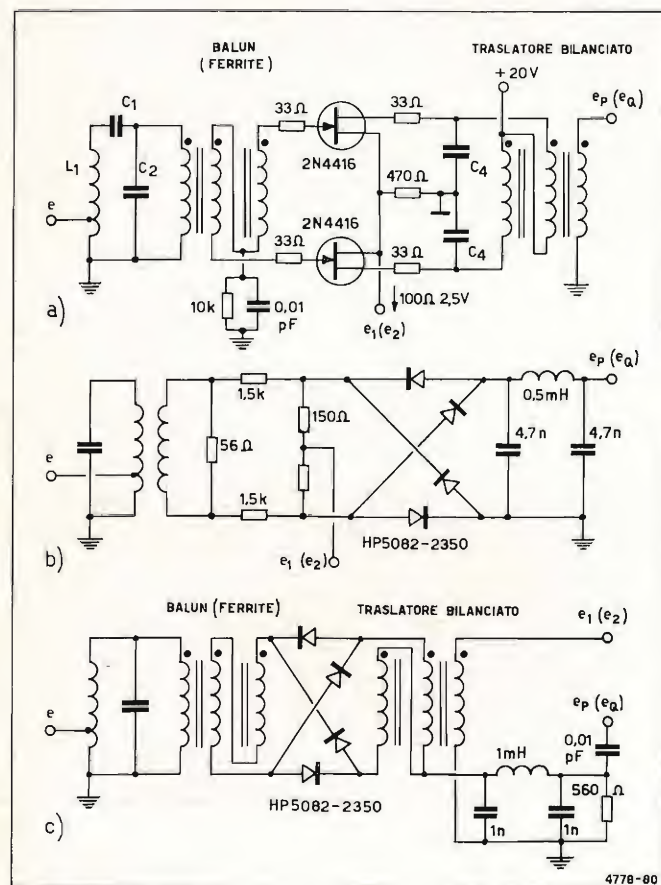 BALUN
(FERRITE)
TRASLATORE BILANCIATO
+20V
eP (eQ)
C1
33Ω
33Ω
L1
C2
2N4416
C4
e
470Ω
2N4416
33Ω
33Ω
C4
10k
0,01
pF
100Ω 2,5V
e1(e2)
a)
eP (eQ)
1,5k
0,5mH
150Ω
56Ω
4,7n
4,7n
e
1,5k
HP5082-2350
e1 (e2)
b)
BALUN (FERRITE)
TRASLATORE BILANCIATO
e1 (e2)
eP (eQ)
e
0,01
pF
1mH
560
Ω
HP5082-2350
1n
1n
c)
4778-80